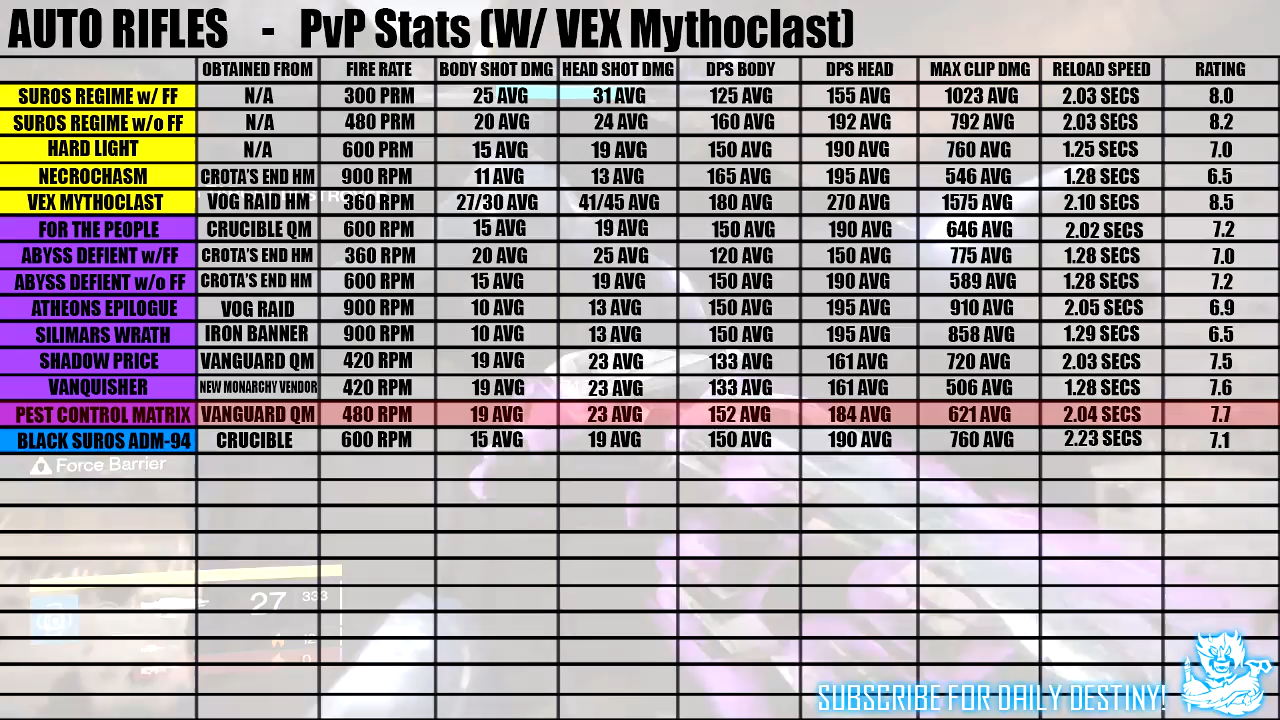 AUTO RIFLES - PvP Stats (W/ VEX Mythoclast)
OBTAINED FROM FIRE RATE BODY SHOT DMG HEAD SHOT DMG DPS BODY DPS HEAD MAX CLIP DMG RELOAD SPEED RATING
SUROS REGIME w/ FF N/A 300 PRM 25 AVG 31 AVG 125 AVG 155 AVG 1023 AVG 2.03 SECS 8.0
SUROS REGIME w/o FF N/A 480 PRM 20 AVG 24 AVG 160 AVG 192 AVG 792 AVG 2.03 SECS 8.2
HARD LIGHT N/A 600 PRM 15 AVG 19 AVG 150 AVG 190 AVG 760 AVG 1.25 SECS 7.0
NECROCHASM CROTA'S END HM 900 RPM 11 AVG 13 AVG 165 AVG 195 AVG 546 AVG 1.28 SECS 6.5
VEX MYTHOCLAST VOG RAID HM 360 RPM 27/30 AVG 41/45 AVG 180 AVG 270 AVG 1575 AVG 2.10 SECS 8.5
FOR THE PEOPLE CRUCIBLE QM 600 RPM 15 AVG 19 AVG 150 AVG 190 AVG 646 AVG 2.02 SECS 7.2
ABYSS DEFIENT w/FF CROTA'S END HM 360 RPM 20 AVG 25 AVG 120 AVG 150 AVG 775 AVG 1.28 SECS 7.0
ABYSS DEFIENT w/o FF CROTA'S END HM 600 RPM 15 AVG 19 AVG 150 AVG 190 AVG 589 AVG 1.28 SECS 7.2
ATHEONS EPILOGUE VOG RAID 900 RPM 10 AVG 13 AVG 150 AVG 195 AVG 910 AVG 2.05 SECS 6.9
SILIMARS WRATH IRON BANNER 900 RPM 10 AVG 13 AVG 150 AVG 195 AVG 858 AVG 1.29 SECS 6.5
SHADOW PRICE VANGUARD QM 420 RPM 19 AVG 23 AVG 133 AVG 161 AVG 720 AVG 2.03 SECS 7.5
VANQUISHER NEW MONARCHY VENDOR 420 RPM 19 AVG 23 AVG 133 AVG 161 AVG 506 AVG 1.28 SECS 7.6
PEST CONTROL MATRIX VANGUARD QM 480 RPM 19 AVG 23 AVG 152 AVG 184 AVG 621 AVG 2.04 SECS 7.7
BLACK SUROS ADM-94 CRUCIBLE 600 RPM 15 AVG 19 AVG 150 AVG 190 AVG 760 AVG 2.23 SECS 7.1
Force Barrier
27 333
SUBSCRIBE FOR DAILY DESTINY!